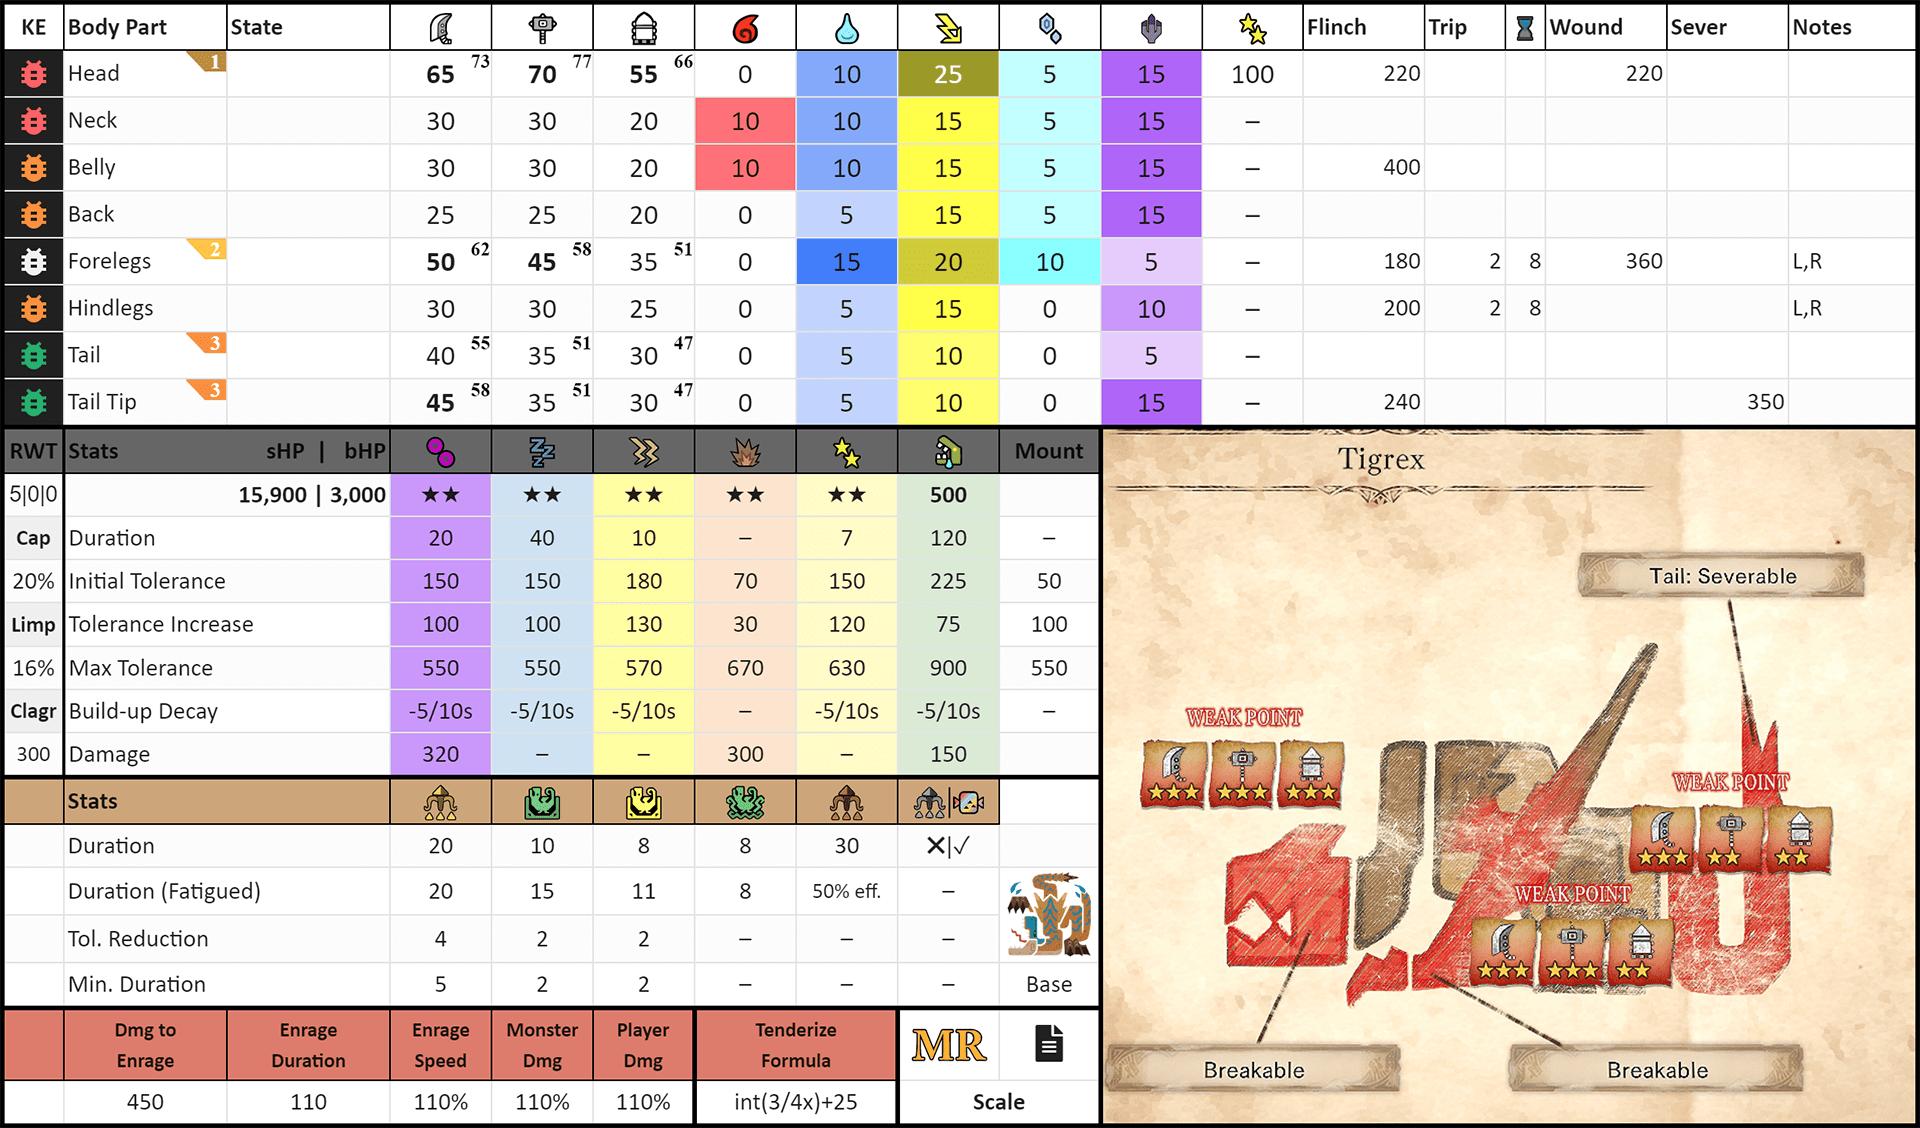 KE Body Part State Flinch Trip Wound Sever Notes
Head 1 65 73 70 77 55 66 0 10 25 5 15 100 220 220
Neck 30 30 20 10 10 15 5 15 –
Belly 30 30 20 10 10 15 5 15 – 400
Back 25 25 20 0 5 15 5 15 –
Forelegs 2 50 62 45 58 35 51 0 15 20 10 5 – 180 2 8 360 L,R
Hindlegs 30 30 25 0 5 15 0 10 – 200 2 8 L,R
Tail 3 40 55 35 51 30 47 0 5 10 0 5 –
Tail Tip 3 45 58 35 51 30 47 0 5 10 0 15 – 240 350
RWT Stats sHP | bHP Mount
5|0|0 15,900 | 3,000 ★★ ★★ ★★ ★★ ★★ 500
Cap Duration 20 40 10 – 7 120 –
20% Initial Tolerance 150 150 180 70 150 225 50
Limp Tolerance Increase 100 100 130 30 120 75 100
16% Max Tolerance 550 550 570 670 630 900 550
Clagr Build-up Decay -5/10s -5/10s -5/10s – -5/10s -5/10s –
300 Damage 320 – – 300 – 150
Stats
Duration 20 10 8 8 30 ✕|✓
Duration (Fatigued) 20 15 11 8 50% eff. –
Tol. Reduction 4 2 2 – – –
Min. Duration 5 2 2 – – – Base
Dmg to Enrage
Enrage Duration
Enrage Speed
Monster Dmg
Player Dmg
Tenderize Formula
MR
450 110 110% 110% 110% int(3/4x)+25 Scale
Tigrex
Tail: Severable
WEAK POINT
WEAK POINT
WEAK POINT
Breakable
Breakable